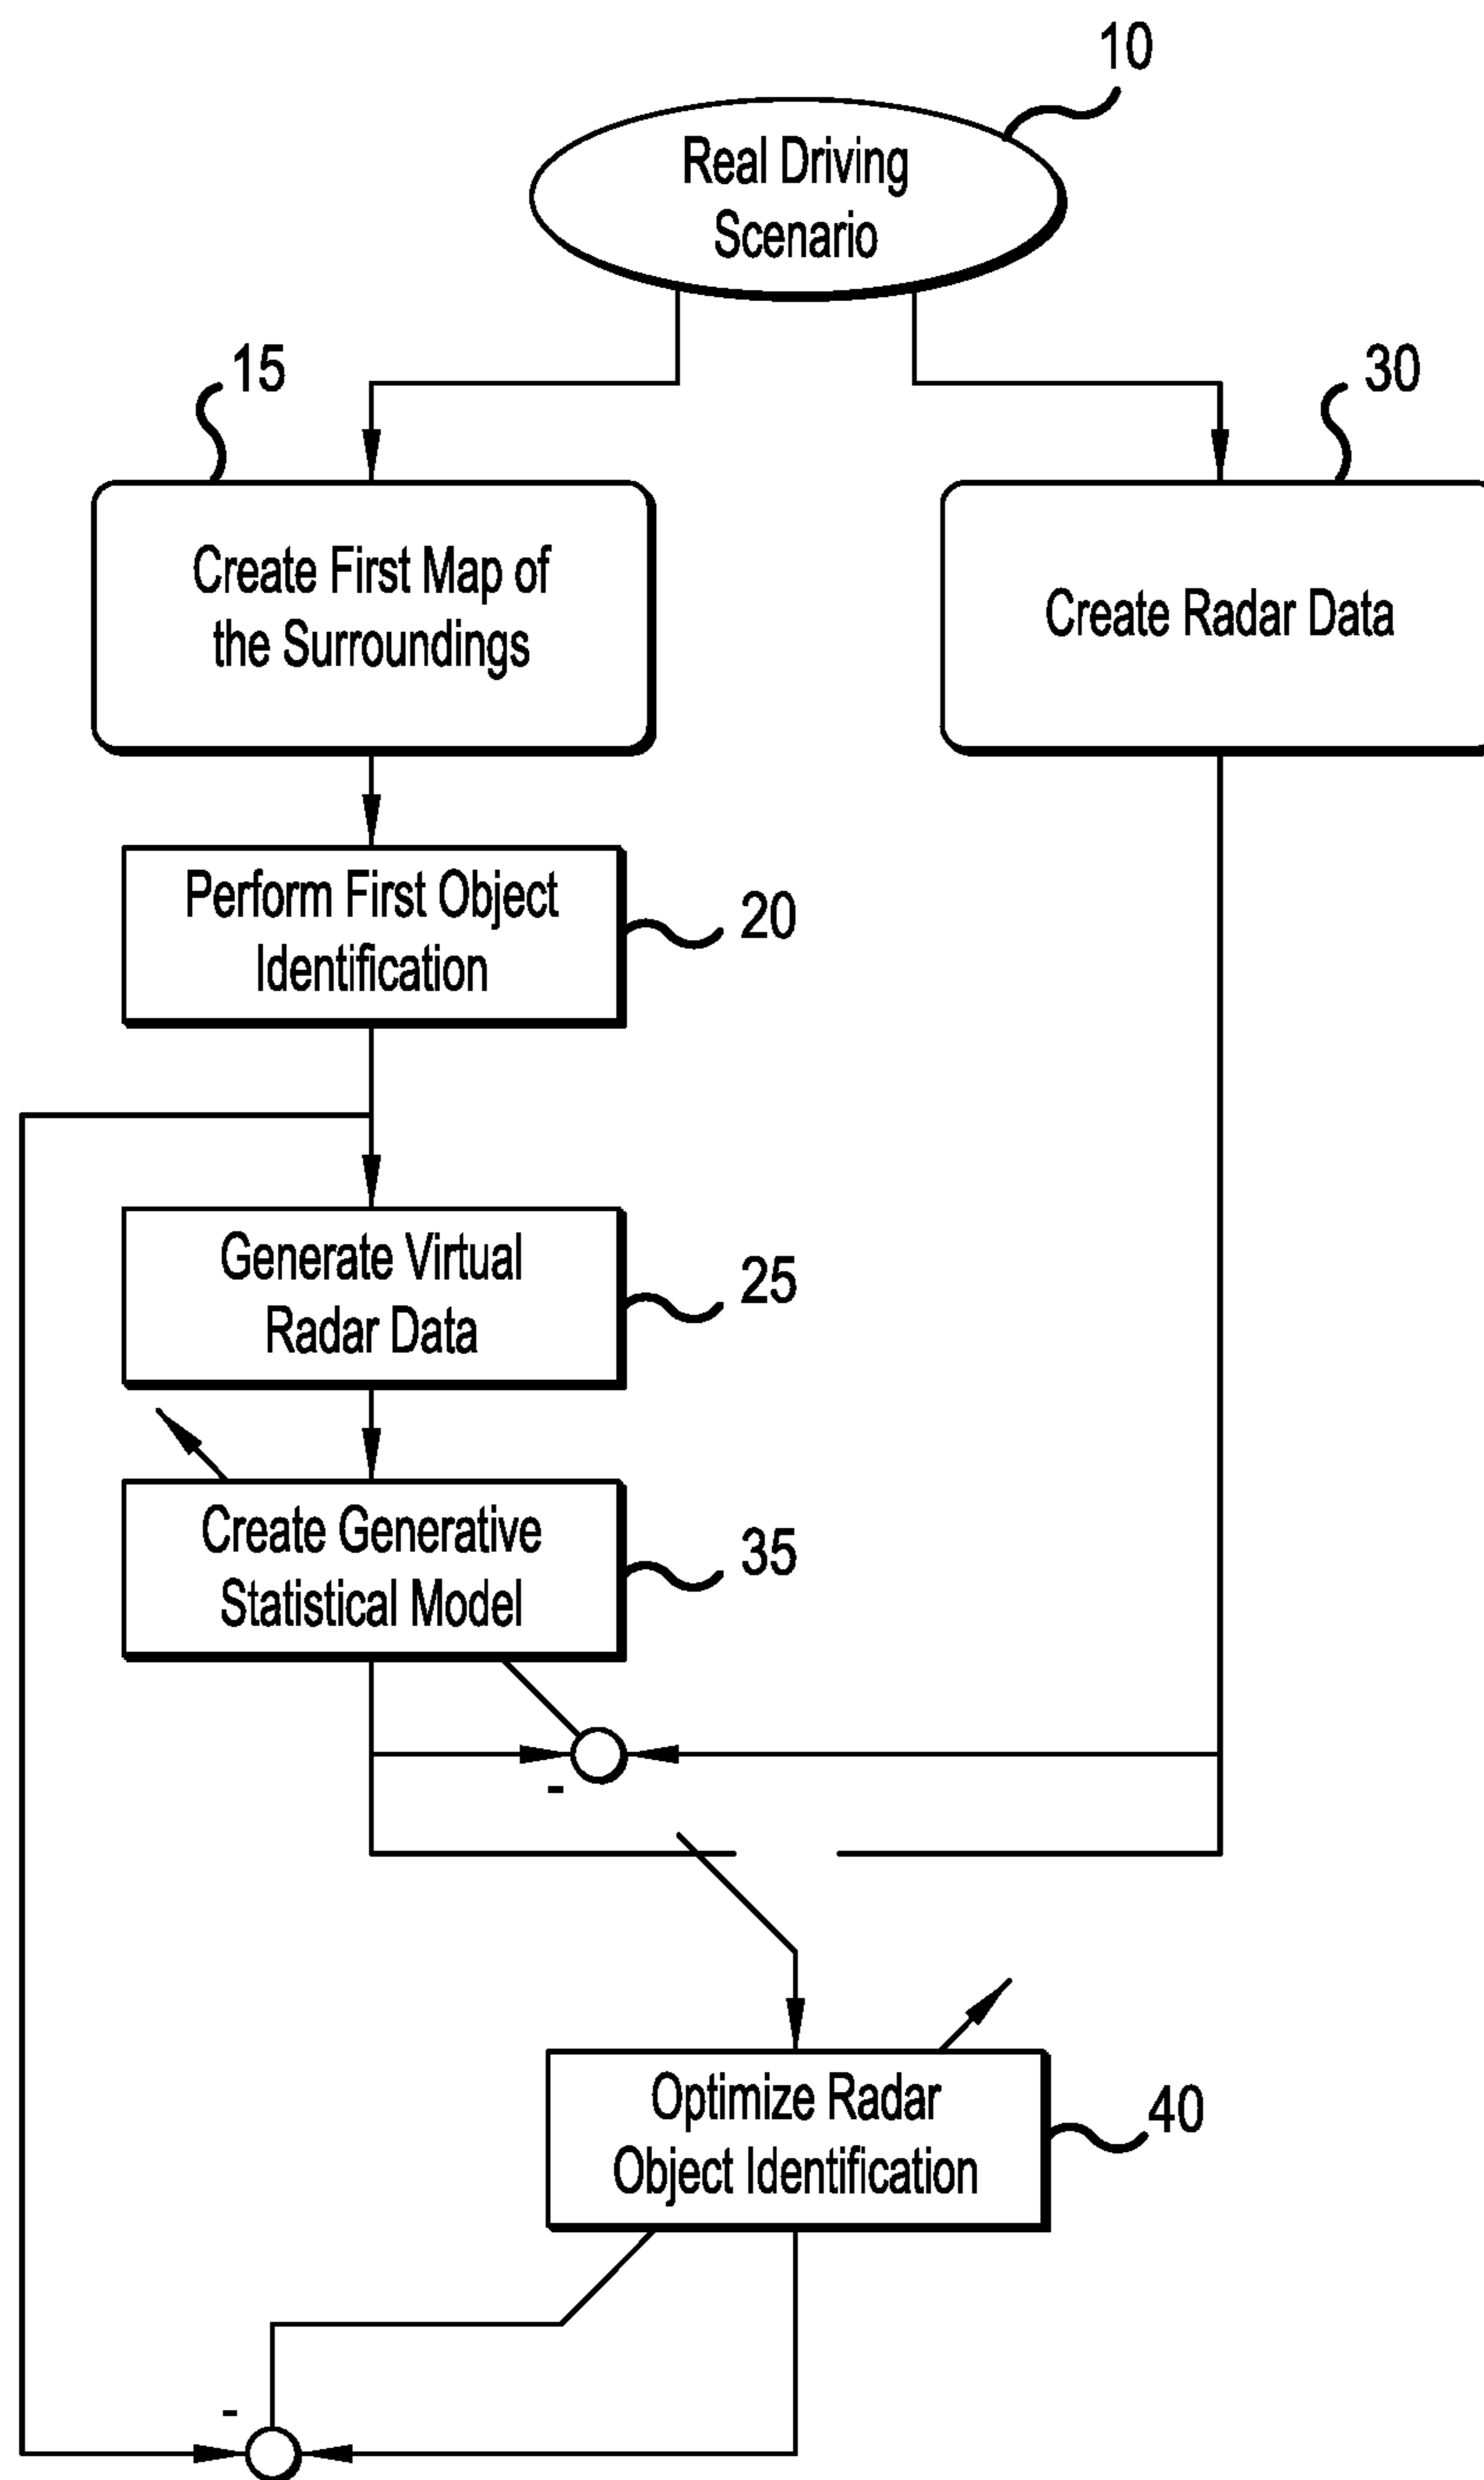 10
Real Driving
Scenario
15
30
Create First Map of
the Surroundings
Create Radar Data
Perform First Object
Identification
20
Generate Virtual
Radar Data
25
Create Generative
Statistical Model
35
-
Optimize Radar
Object Identification
40
-